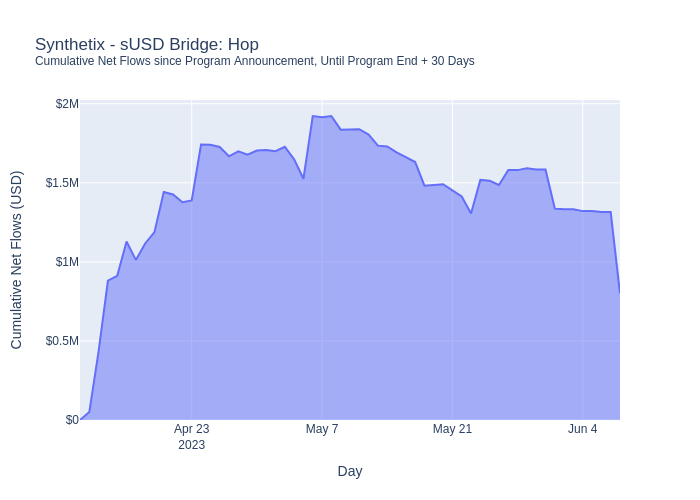 Synthetix - sUSD Bridge: Hop
Cumulative Net Flows since Program Announcement, Until Program End + 30 Days
Cumulative Net Flows (USD)
$2M
$1.5M
$1M
$0.5M
$0
Apr 23
2023
May 7
May 21
Jun 4
Day